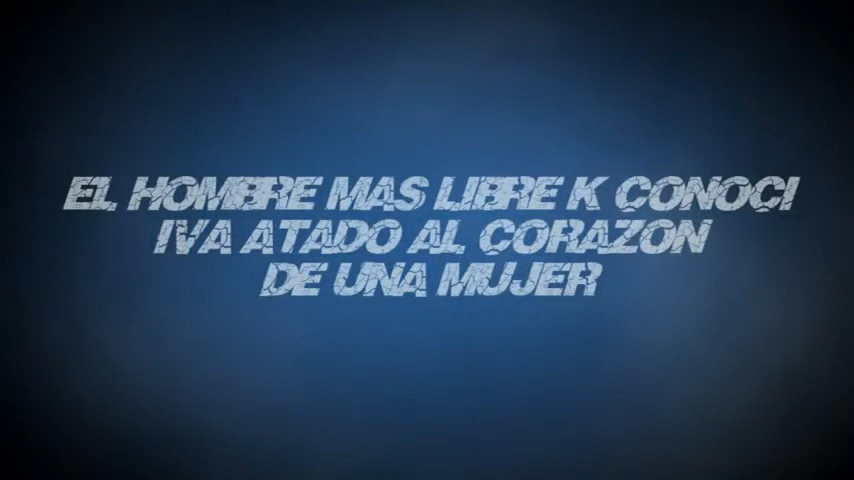 EL HOMBRE MAS LIBRE K CONOCI
IVA ATADO AL CORAZON
DE UNA MUJER